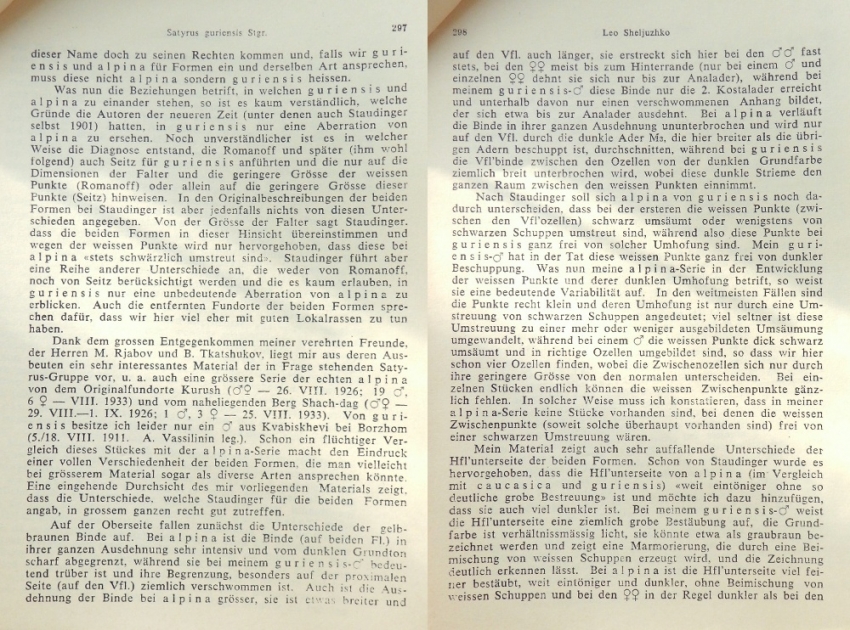 Satyrus guriensis Stgr. 297
dieser Name doch zu seinen Rechten kommen und, falls wir guri-
ensis und alpina für Formen ein und derselben Art ansprechen,
muss diese nicht alpina sondern guriensis heissen.
Was nun die Beziehungen betrift, in welchen guriensis und
alpina zu einander stehen, so ist es kaum verständlich, welche
Gründe die Autoren der neueren Zeit (unter denen auch Staudinger
selbst 1901) hatten, in guriensis nur eine Aberration von
alpina zu ersehen. Noch unverständlicher ist es in welcher
Weise die Diagnose entstand, die Romanoff und später (ihm wohl
folgend) auch Seitz für guriensis anführten und die nur auf die
Dimensionen der Falter und die geringere Grösse der weissen
Punkte (Romanoff) oder allein auf die geringere Grösse dieser
Punkte (Seitz) hinweisen. In den Originalbeschreibungen der beiden
Formen bei Staudinger ist aber jedenfalls nichts von diesen Unter-
schieden angegeben. Von der Grösse der Falter sagt Staudinger,
dass die beiden Formen in dieser Hinsicht übereinstimmen und
wegen der weissen Punkte wird nur hervorgehoben, dass diese bei
alpina «stets schwärzlich umstreut sind». Staudinger führt aber
eine Reihe anderer Unterschiede an, die weder von Romanoff,
noch von Seitz berücksichtigt werden und die es kaum erlauben, in
guriensis nur eine unbedeutende Aberration von alpina zu
erblicken. Auch die entfernten Fundorte der beiden Formen spre-
chen dafür, dass wir hier viel eher mit guten Lokalrassen zu tun
haben.
Dank dem grossen Entgegenkommen meiner verehrten Freunde,
der Herren M. Rjabov und B. Tkatshukov, liegt mir aus deren Aus-
beuten ein sehr interessantes Material der in Frage stehenden Saty-
rus-Gruppe vor, u. a. auch eine grössere Serie der echten alpina
von dem Originalfundorte Kurush (♂♀ — 26. VIII. 1926; 19 ♂,
6 ♀ — VIII. 1933) und vom naheliegenden Berg Shach-dag (♂♀ —
29. VIII.—1. IX. 1926; 1 ♂, 3 ♀ — 25. VIII. 1933). Von guri-
ensis besitze ich leider nur ein ♂ aus Kvabiskhevi bei Borzhom
(5./18. VIII. 1911. A. Vassilinin leg.). Schon ein flüchtiger Ver-
gleich dieses Stückes mit der alpina-Serie macht den Eindruck
einer vollen Verschiedenheit der beiden Formen, die man vielleicht
bei grösserem Material sogar als diverse Arten ansprechen könnte.
Eine eingehende Durchsicht des mir vorliegenden Materials zeigt,
dass die Unterschiede, welche Staudinger für die beiden Formen
angab, in grossem ganzen recht gut zutreffen.
Auf der Oberseite fallen zunächst die Unterschiede der gelb-
braunen Binde auf. Bei alpina ist die Binde (auf beiden Fl.) in
ihrer ganzen Ausdehnung sehr intensiv und vom dunklen Grundton
scharf abgegrenzt, während sie bei meinem guriensis-♂ bedeu-
tend trüber ist und ihre Begrenzung, besonders auf der proximalen
Seite (auf den Vfl.) ziemlich verschwommen ist. Auch ist die Aus-
dehnung der Binde bei alpina grösser, sie ist etwas breiter und
298 Leo Sheljuzhko
auf den Vfl. auch länger, sie erstreckt sich hier bei den ♂♂ fast
stets, bei den ♀♀ meist bis zum Hinterrande (nur bei einem ♂ und
einzelnen ♀♀ dehnt sie sich nur bis zur Analader), während bei
meinem guriensis-♂ diese Binde nur die 2. Kostalader erreicht
und unterhalb davon nur einen verschwommenen Anhang bildet,
der sich etwa bis zur Analader ausdehnt. Bei alpina verläuft
die Binde in ihrer ganzen Ausdehnung ununterbrochen und wird nur
auf den Vfl. durch die dunkle Ader M₃, die hier breiter als die übri-
gen Adern beschuppt ist, durchschnitten, während bei guriensis
die Vfl'binde zwischen den Ozellen von der dunklen Grundfarbe
ziemlich breit unterbrochen wird, wobei diese dunkle Strieme den
ganzen Raum zwischen den weissen Punkten einnimmt.
Nach Staudinger soll sich alpina von guriensis noch da-
durch unterscheiden, dass bei der ersteren die weissen Punkte (zwi-
schen den Vfl'ozellen) schwarz umsäumt oder wenigstens von
schwarzen Schuppen umstreut sind, während also diese Punkte bei
guriensis ganz frei von solcher Umhofung sind. Mein guri-
ensis-♂ hat in der Tat diese weissen Punkte ganz frei von dunkler
Beschuppung. Was nun meine alpina-Serie in der Entwicklung
der weissen Punkte und derer dunklen Umhofung betrift, so weist
sie eine bedeutende Variabilität auf. In den weitmeisten Fällen sind
die Punkte recht klein und deren Umhofung ist nur durch eine Um-
streuung von schwarzen Schuppen angedeutet; viel seltner ist diese
Umstreuung zu einer mehr oder weniger ausgebildeten Umsäumung
umgewandelt, während bei einem ♂ die weissen Punkte dick schwarz
umsäumt und in richtige Ozellen umgebildet sind, so dass wir hier
schon vier Ozellen finden, wobei die Zwischenozellen sich nur durch
ihre geringere Grösse von den normalen unterscheiden. Bei ein-
zelnen Stücken endlich können die weissen Zwischenpunkte gänz-
lich fehlen. In solcher Weise muss ich konstatieren, dass in meiner
alpina-Serie keine Stücke vorhanden sind, bei denen die weissen
Zwischenpunkte (soweit solche überhaupt vorhanden sind) frei von
einer schwarzen Umstreuung wären.
Mein Material zeigt auch sehr auffallende Unterschiede der
Hfl'unterseite der beiden Formen. Schon von Staudinger wurde es
hervorgehoben, dass die Hfl'unterseite von alpina (im Vergleich
mit caucasica und guriensis) «weit eintöniger ohne so
deutliche grobe Bestreuung» ist und möchte ich dazu hinzufügen,
dass sie auch viel dunkler ist. Bei meinem guriensis-♂ weist
die Hfl'unterseite eine ziemlich grobe Bestäubung auf, die Grund-
farbe ist verhältnissmässig licht, sie könnte etwa als graubraun be-
zeichnet werden und zeigt eine Marmorierung, die durch eine Bei-
mischung von weissen Schuppen erzeugt wird, und die Zeichnung
deutlich erkennen lässt. Bei alpina ist die Hfl'unterseite viel fei-
ner bestäubt, weit eintöniger und dunkler, ohne Beimischung von
weissen Schuppen und bei den ♀♀ in der Regel dunkler als bei den